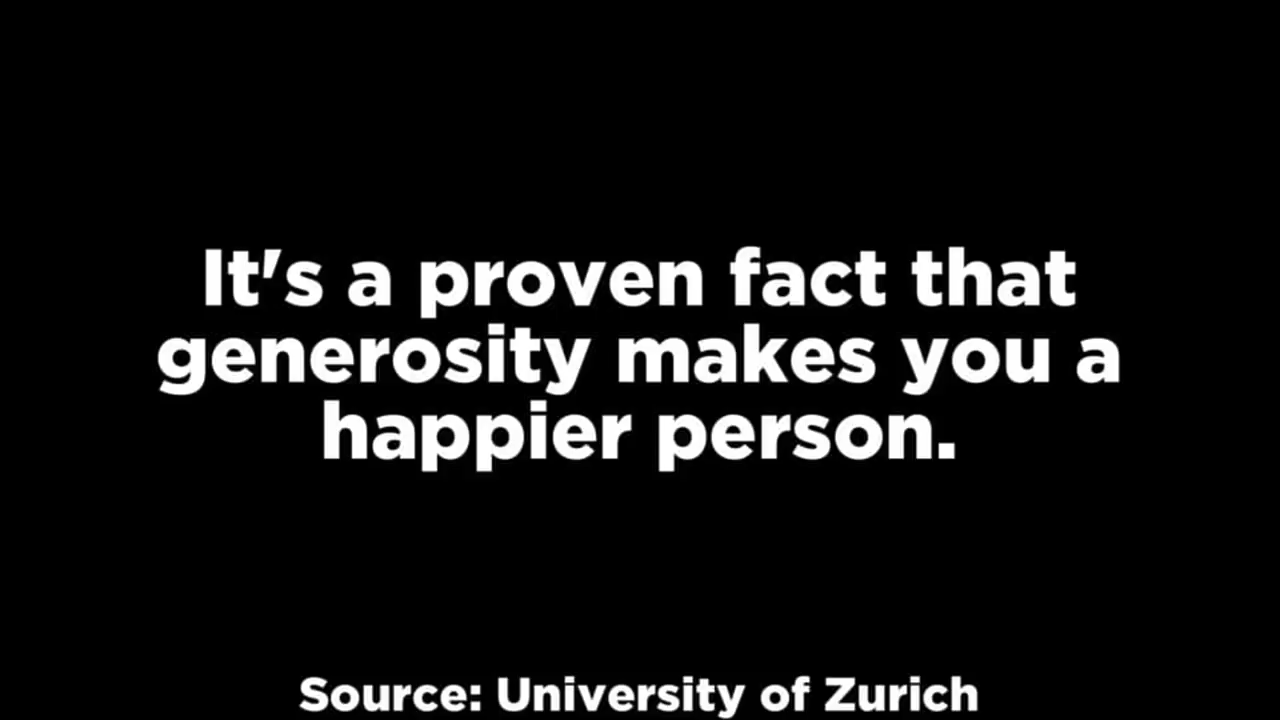 It's a proven fact that
generosity makes you a
happier person.
Source: University of Zurich